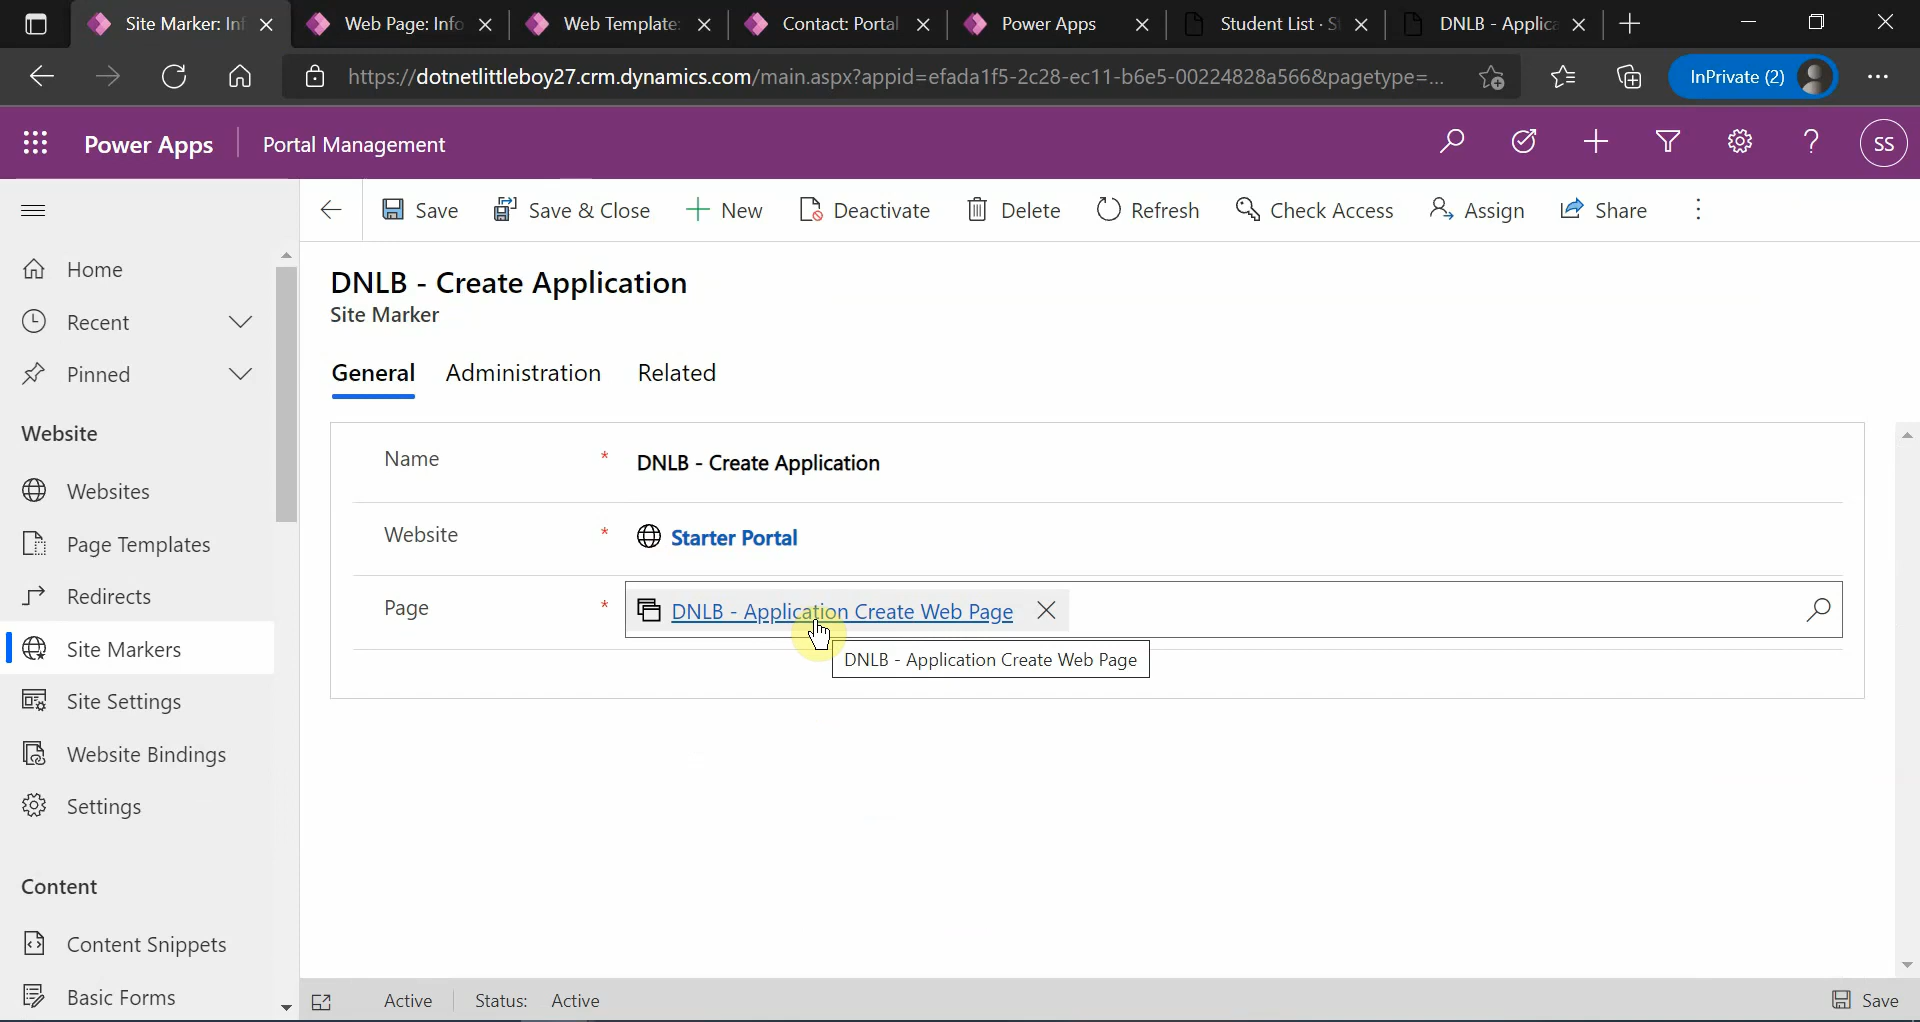 Site Marker: Inf
Web Page: Info
Web Template:
Contact: Portal
Power Apps
Student List · S
DNLB - Applica
https://dotnetlittleboy27.crm.dynamics.com/main.aspx?appid=efada1f5-2c28-ec11-b6e5-00224828a566&pagetype=...
InPrivate (2)
Power Apps
Portal Management
SS
Save
Save & Close
New
Deactivate
Delete
Refresh
Check Access
Assign
Share
Home
Recent
Pinned
Website
Websites
Page Templates
Redirects
Site Markers
Site Settings
Website Bindings
Settings
Content
Content Snippets
Basic Forms
DNLB - Create Application
Site Marker
General
Administration
Related
Name * DNLB - Create Application
Website * Starter Portal
Page * DNLB - Application Create Web Page
DNLB - Application Create Web Page
Active
Status: Active
Save